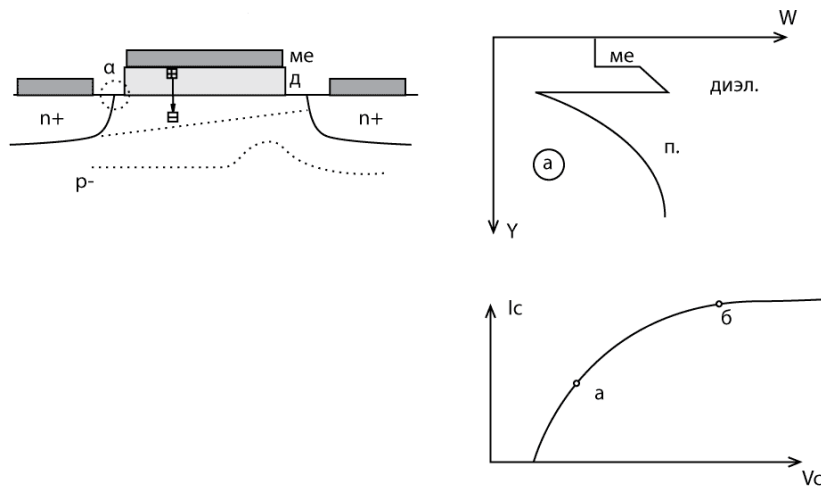 α
ме
д
n+
n+
p-
W
ме
диэл.
п.
а
Y
Ic
б
а
Vc